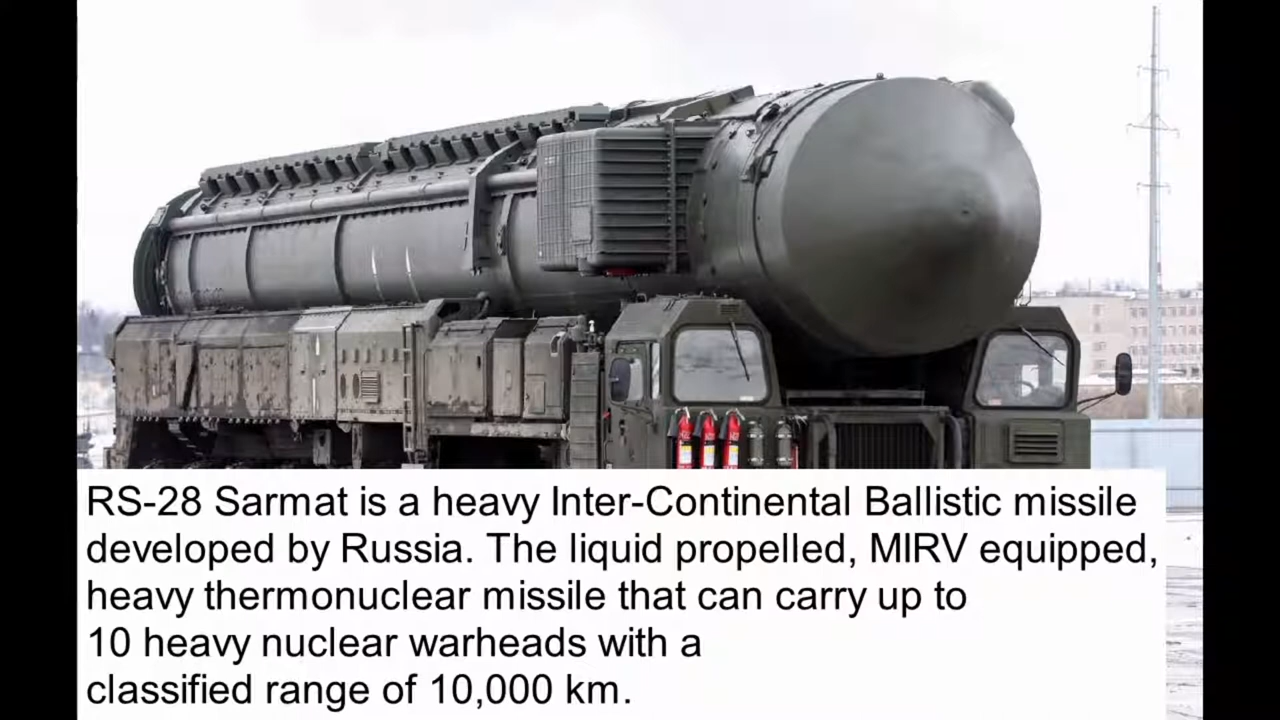 RS-28 Sarmat is a heavy Inter-Continental Ballistic missile
developed by Russia. The liquid propelled, MIRV equipped,
heavy thermonuclear missile that can carry up to
10 heavy nuclear warheads with a
classified range of 10,000 km.